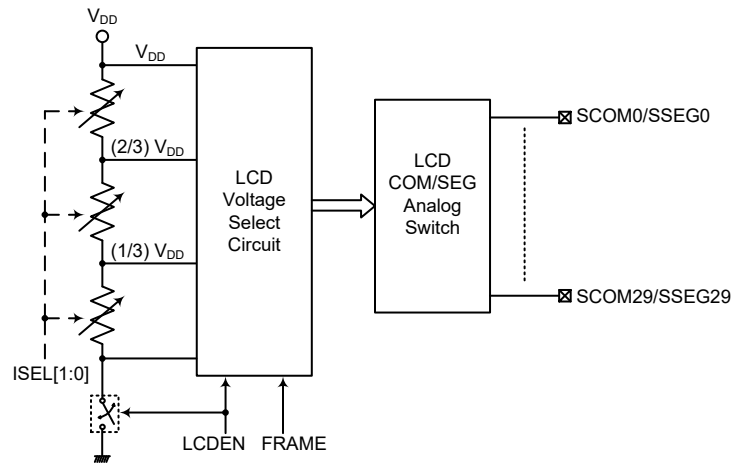 VDD
VDD
(2/3) VDD
(1/3) VDD
ISEL[1:0]
LCD
Voltage
Select
Circuit
LCDEN
FRAME
LCD
COM/SEG
Analog
Switch
SCOM0/SSEG0
SCOM29/SSEG29